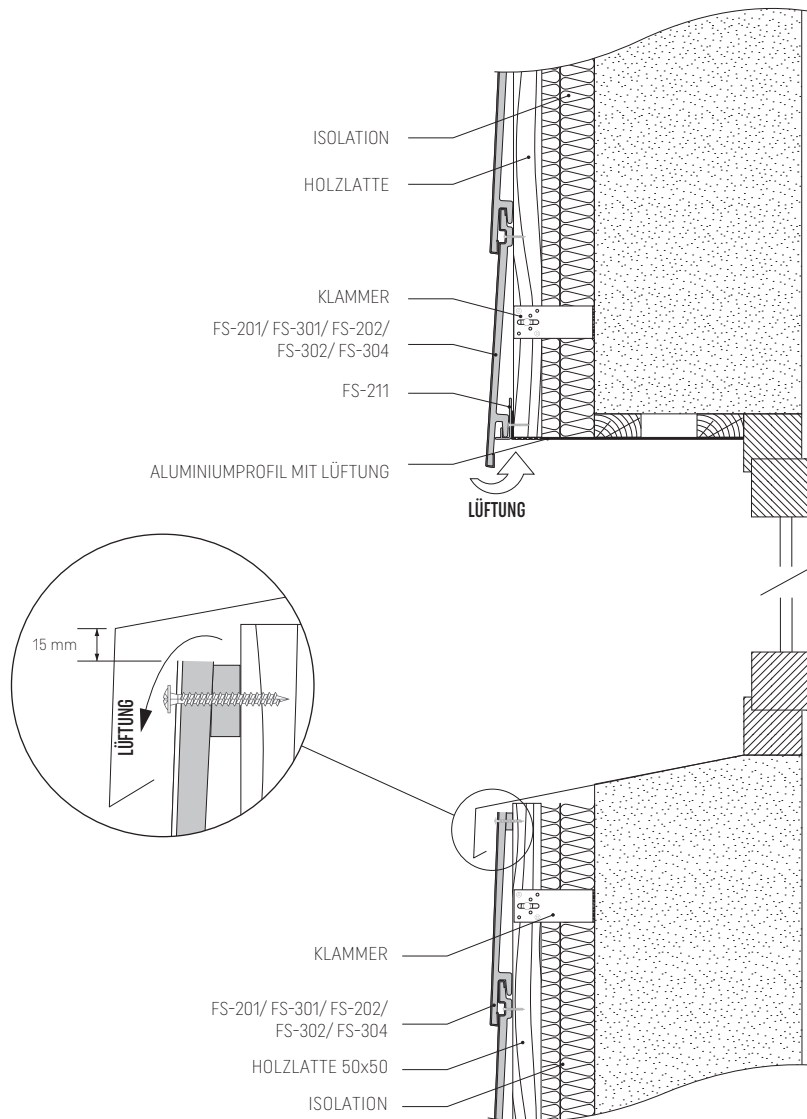 ISOLATION
HOLZLATTE
KLAMMER
FS-201/ FS-301/ FS-202/
FS-302/ FS-304
FS-211
ALUMINIUMPROFIL MIT LÜFTUNG
LÜFTUNG
15 mm
LÜFTUNG
KLAMMER
FS-201/ FS-301/ FS-202/
FS-302/ FS-304
HOLZLATTE 50x50
ISOLATION